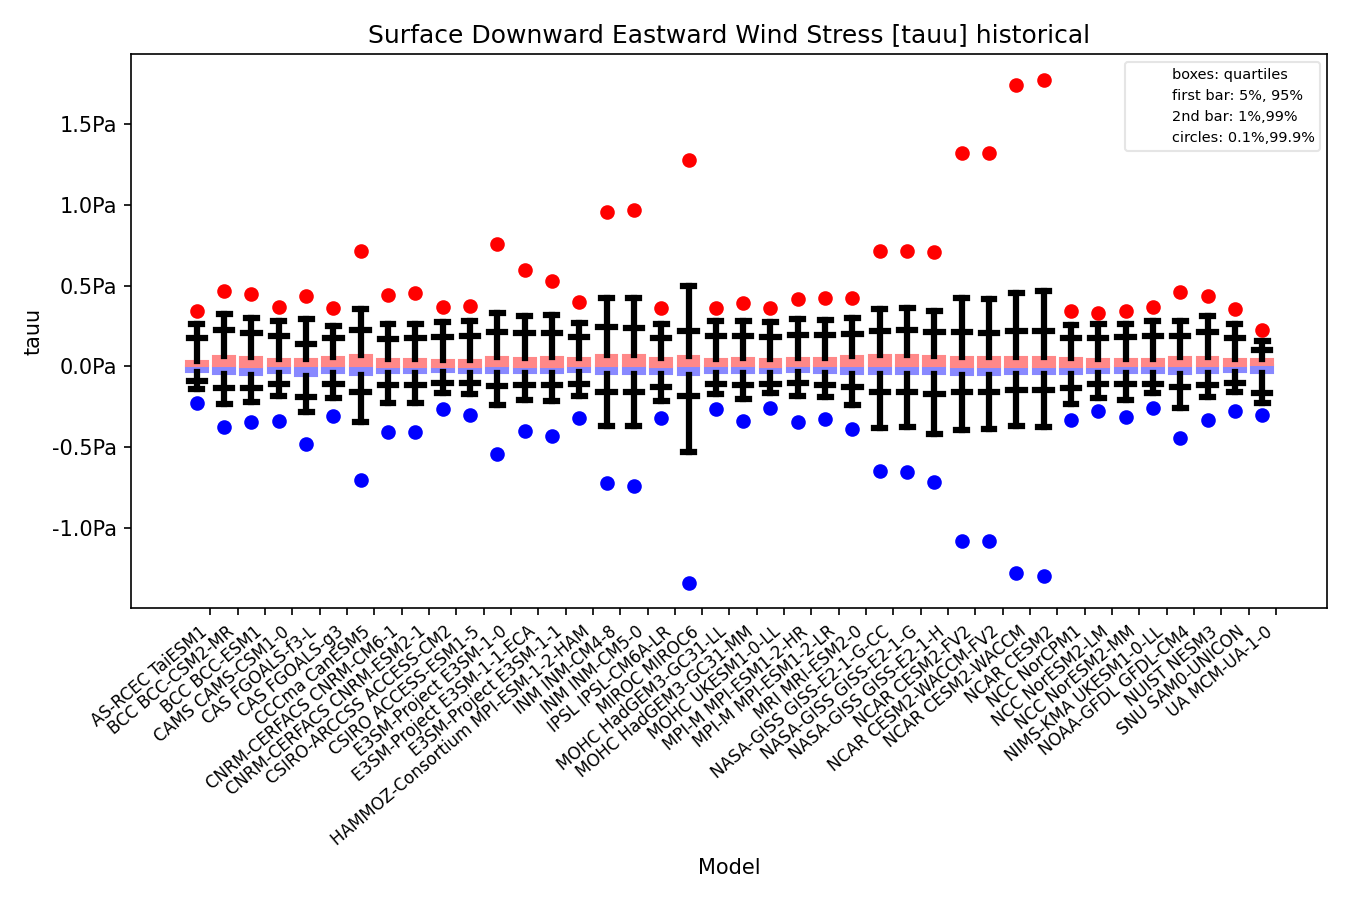 Surface Downward Eastward Wind Stress [tauu] historical
boxes: quartiles
first bar: 5%, 95%
2nd bar: 1%,99%
circles: 0.1%,99.9%
1.5Pa
1.0Pa
0.5Pa
0.0Pa
-0.5Pa
-1.0Pa
tauu
AS-RCEC TaiESM1
BCC BCC-CSM2-MR
BCC BCC-ESM1
CAMS CAMS-CSM1-0
CAS FGOALS-f3-L
CAS FGOALS-g3
CCCma CanESM5
CNRM-CERFACS CNRM-CM6-1
CNRM-CERFACS CNRM-ESM2-1
CSIRO-ARCCSS ACCESS-CM2
CSIRO ACCESS-ESM1-5
E3SM-Project E3SM-1-0
E3SM-Project E3SM-1-1-ECA
E3SM-Project E3SM-1-1
HAMMOZ-Consortium MPI-ESM-1-2-HAM
INM INM-CM4-8
INM INM-CM5-0
IPSL IPSL-CM6A-LR
MIROC MIROC6
MOHC HadGEM3-GC31-LL
MOHC HadGEM3-GC31-MM
MOHC UKESM1-0-LL
MPI-M MPI-ESM1-2-HR
MPI-M MPI-ESM1-2-LR
MRI MRI-ESM2-0
NASA-GISS GISS-E2-1-G-CC
NASA-GISS GISS-E2-1-G
NASA-GISS GISS-E2-1-H
NCAR CESM2-FV2
NCAR CESM2-WACCM-FV2
NCAR CESM2-WACCM
NCAR CESM2
NCC NorCPM1
NCC NorESM2-LM
NCC NorESM2-MM
NIMS-KMA UKESM1-0-LL
NOAA-GFDL GFDL-CM4
NUIST NESM3
SNU SAM0-UNICON
UA MCM-UA-1-0
Model